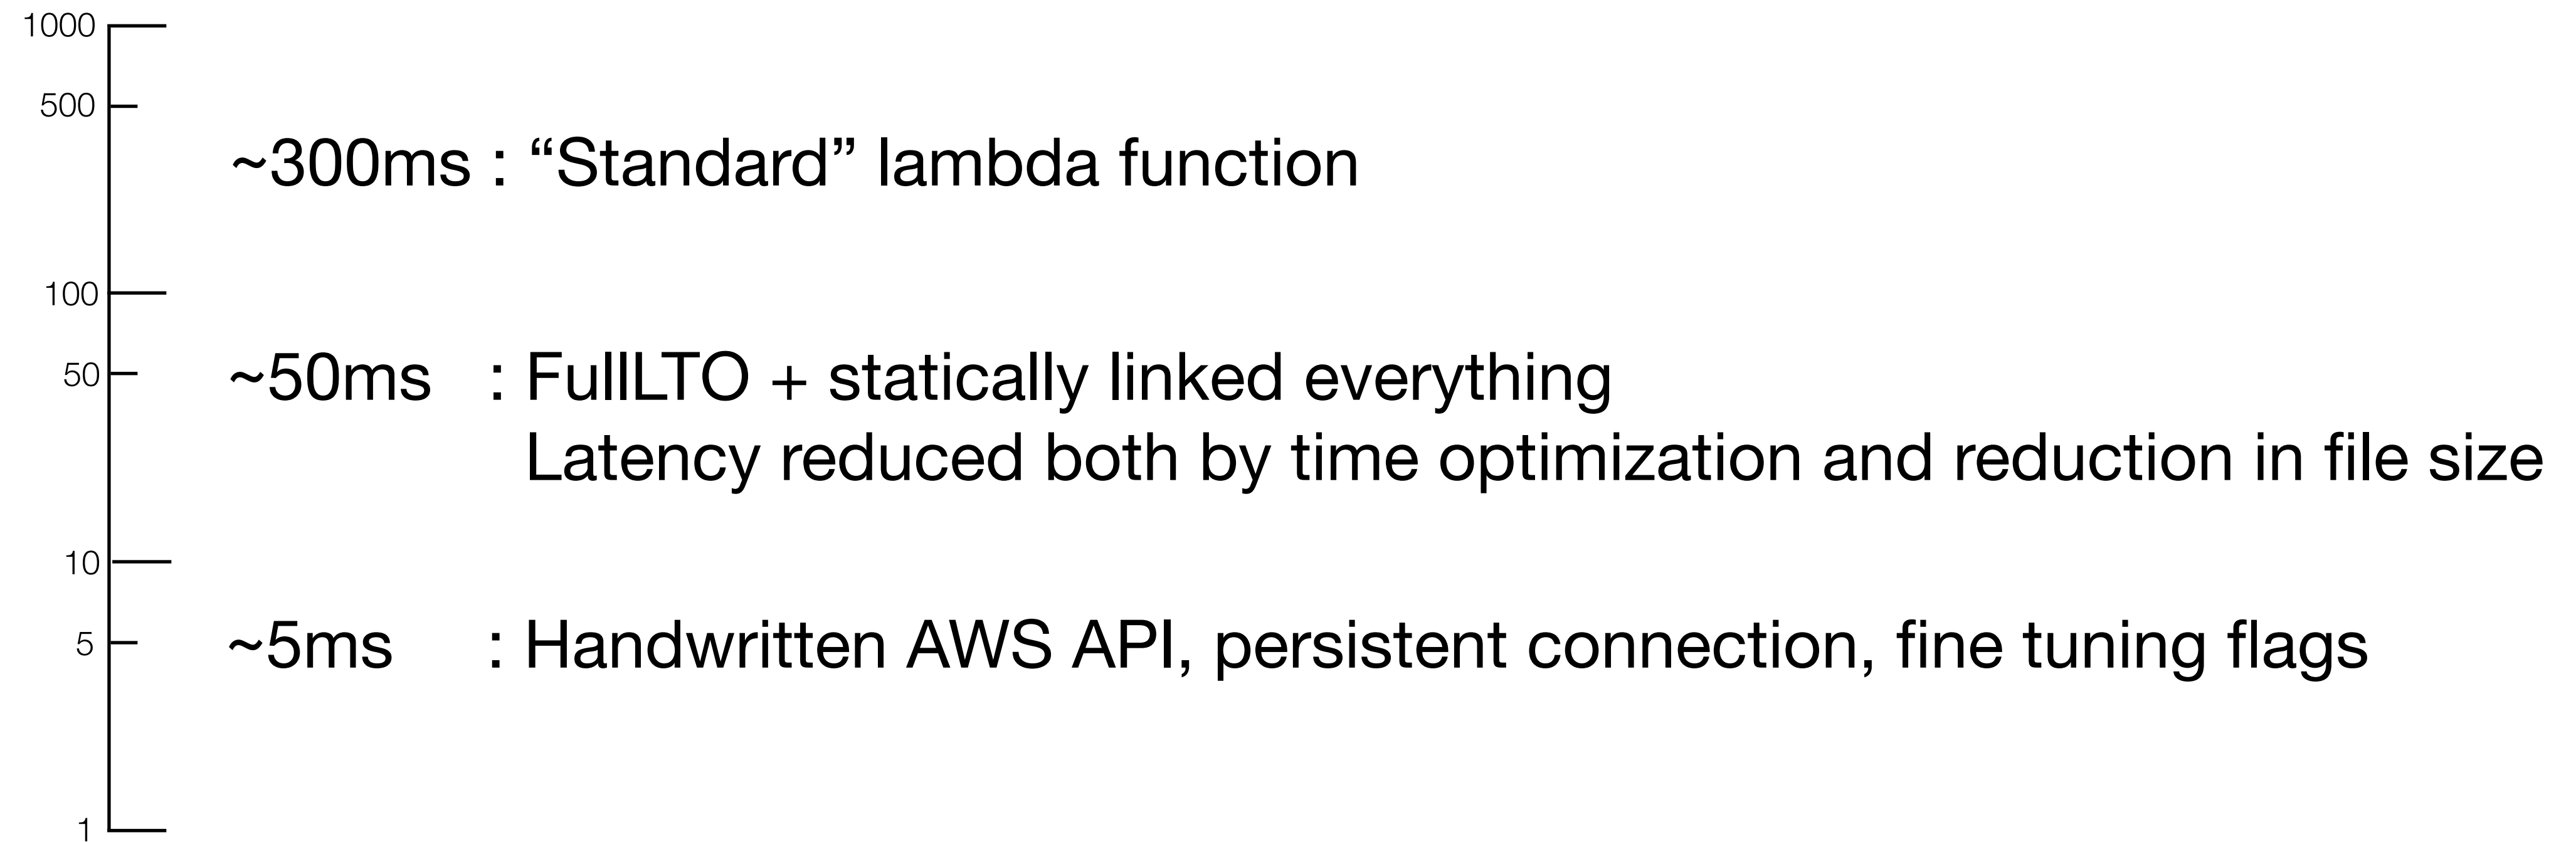 1000
500
~300ms : “Standard” lambda function
100
50
~50ms : FullLTO + statically linked everything
Latency reduced both by time optimization and reduction in file size
10
5
~5ms : Handwritten AWS API, persistent connection, fine tuning flags
1